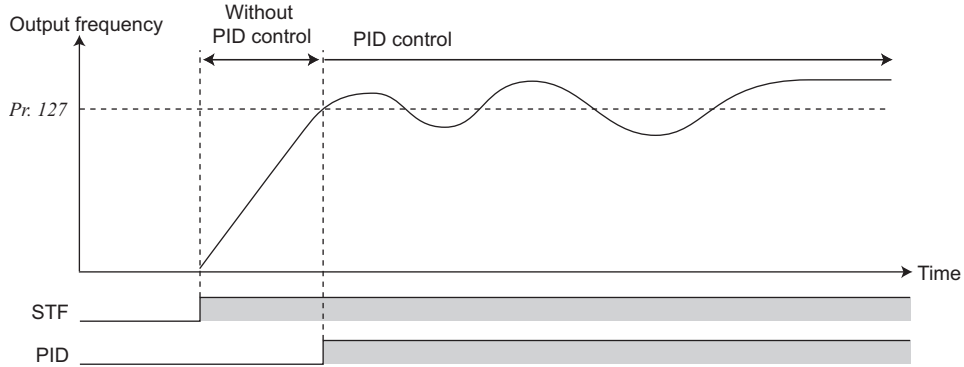 Output frequency
Without
PID control
PID control
Pr. 127
Time
STF
PID